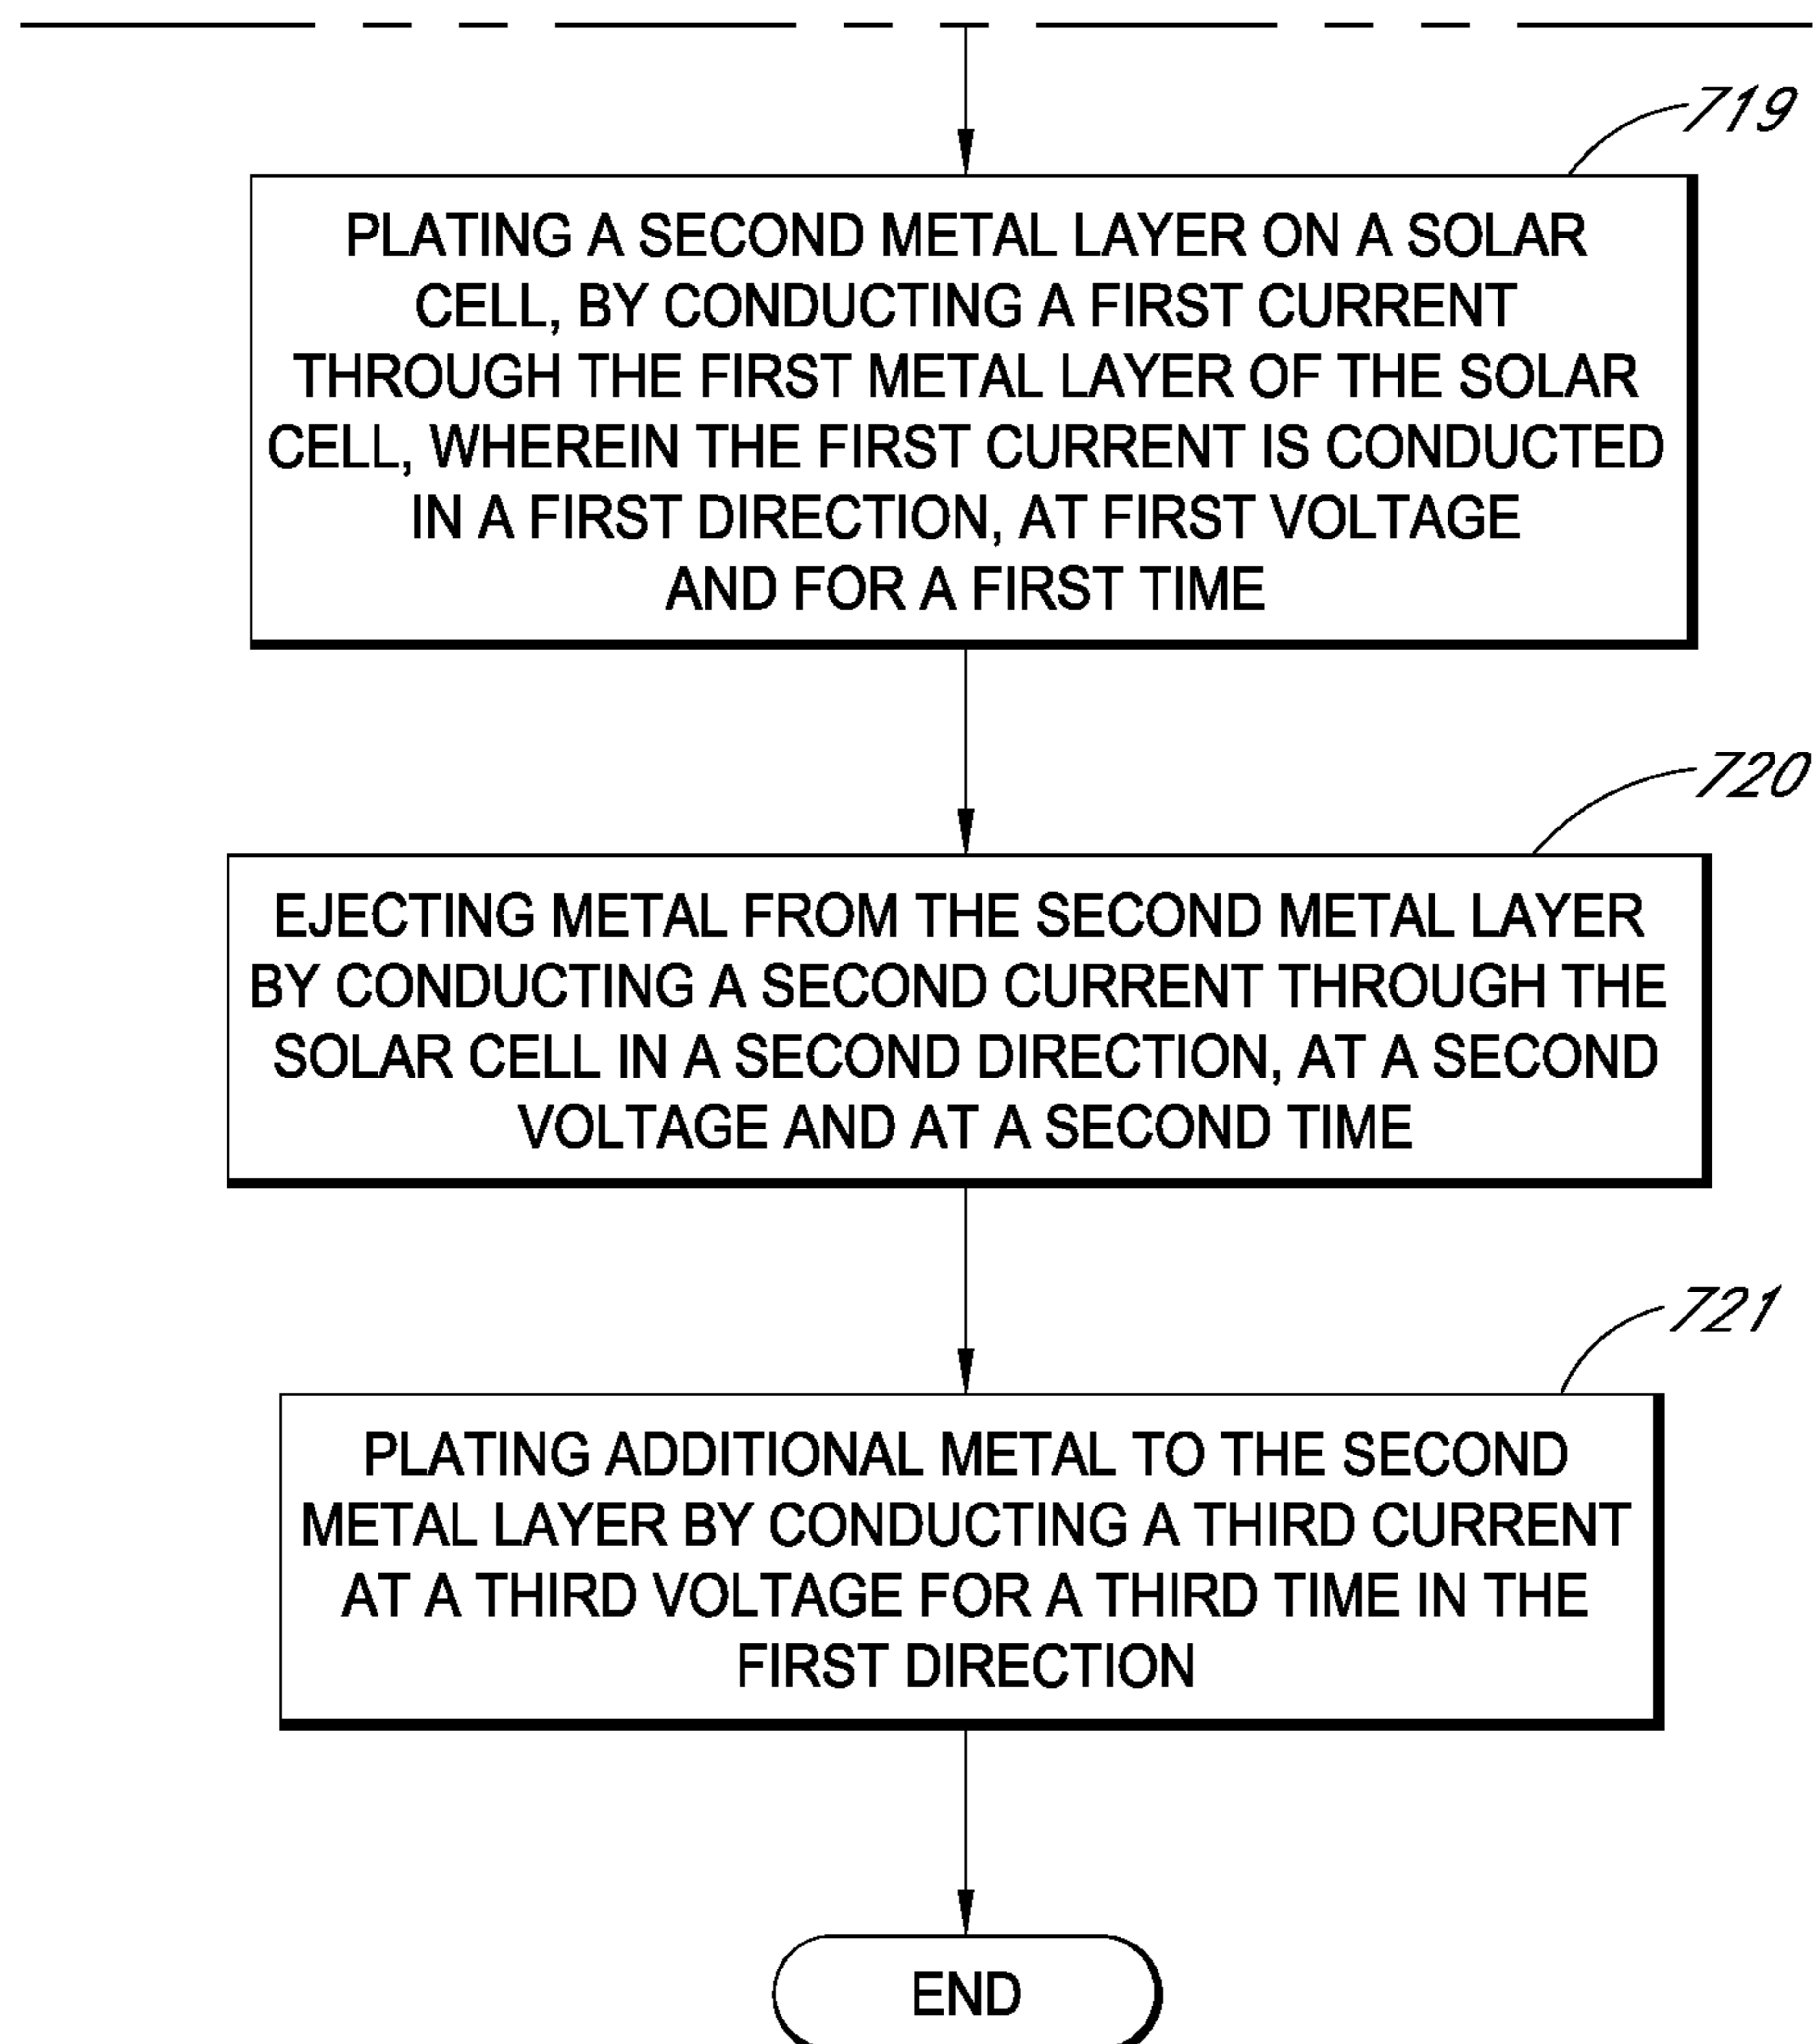 719
PLATING A SECOND METAL LAYER ON A SOLAR
CELL, BY CONDUCTING A FIRST CURRENT
THROUGH THE FIRST METAL LAYER OF THE SOLAR
CELL, WHEREIN THE FIRST CURRENT IS CONDUCTED
IN A FIRST DIRECTION, AT FIRST VOLTAGE
AND FOR A FIRST TIME
720
EJECTING METAL FROM THE SECOND METAL LAYER
BY CONDUCTING A SECOND CURRENT THROUGH THE
SOLAR CELL IN A SECOND DIRECTION, AT A SECOND
VOLTAGE AND AT A SECOND TIME
721
PLATING ADDITIONAL METAL TO THE SECOND
METAL LAYER BY CONDUCTING A THIRD CURRENT
AT A THIRD VOLTAGE FOR A THIRD TIME IN THE
FIRST DIRECTION
END